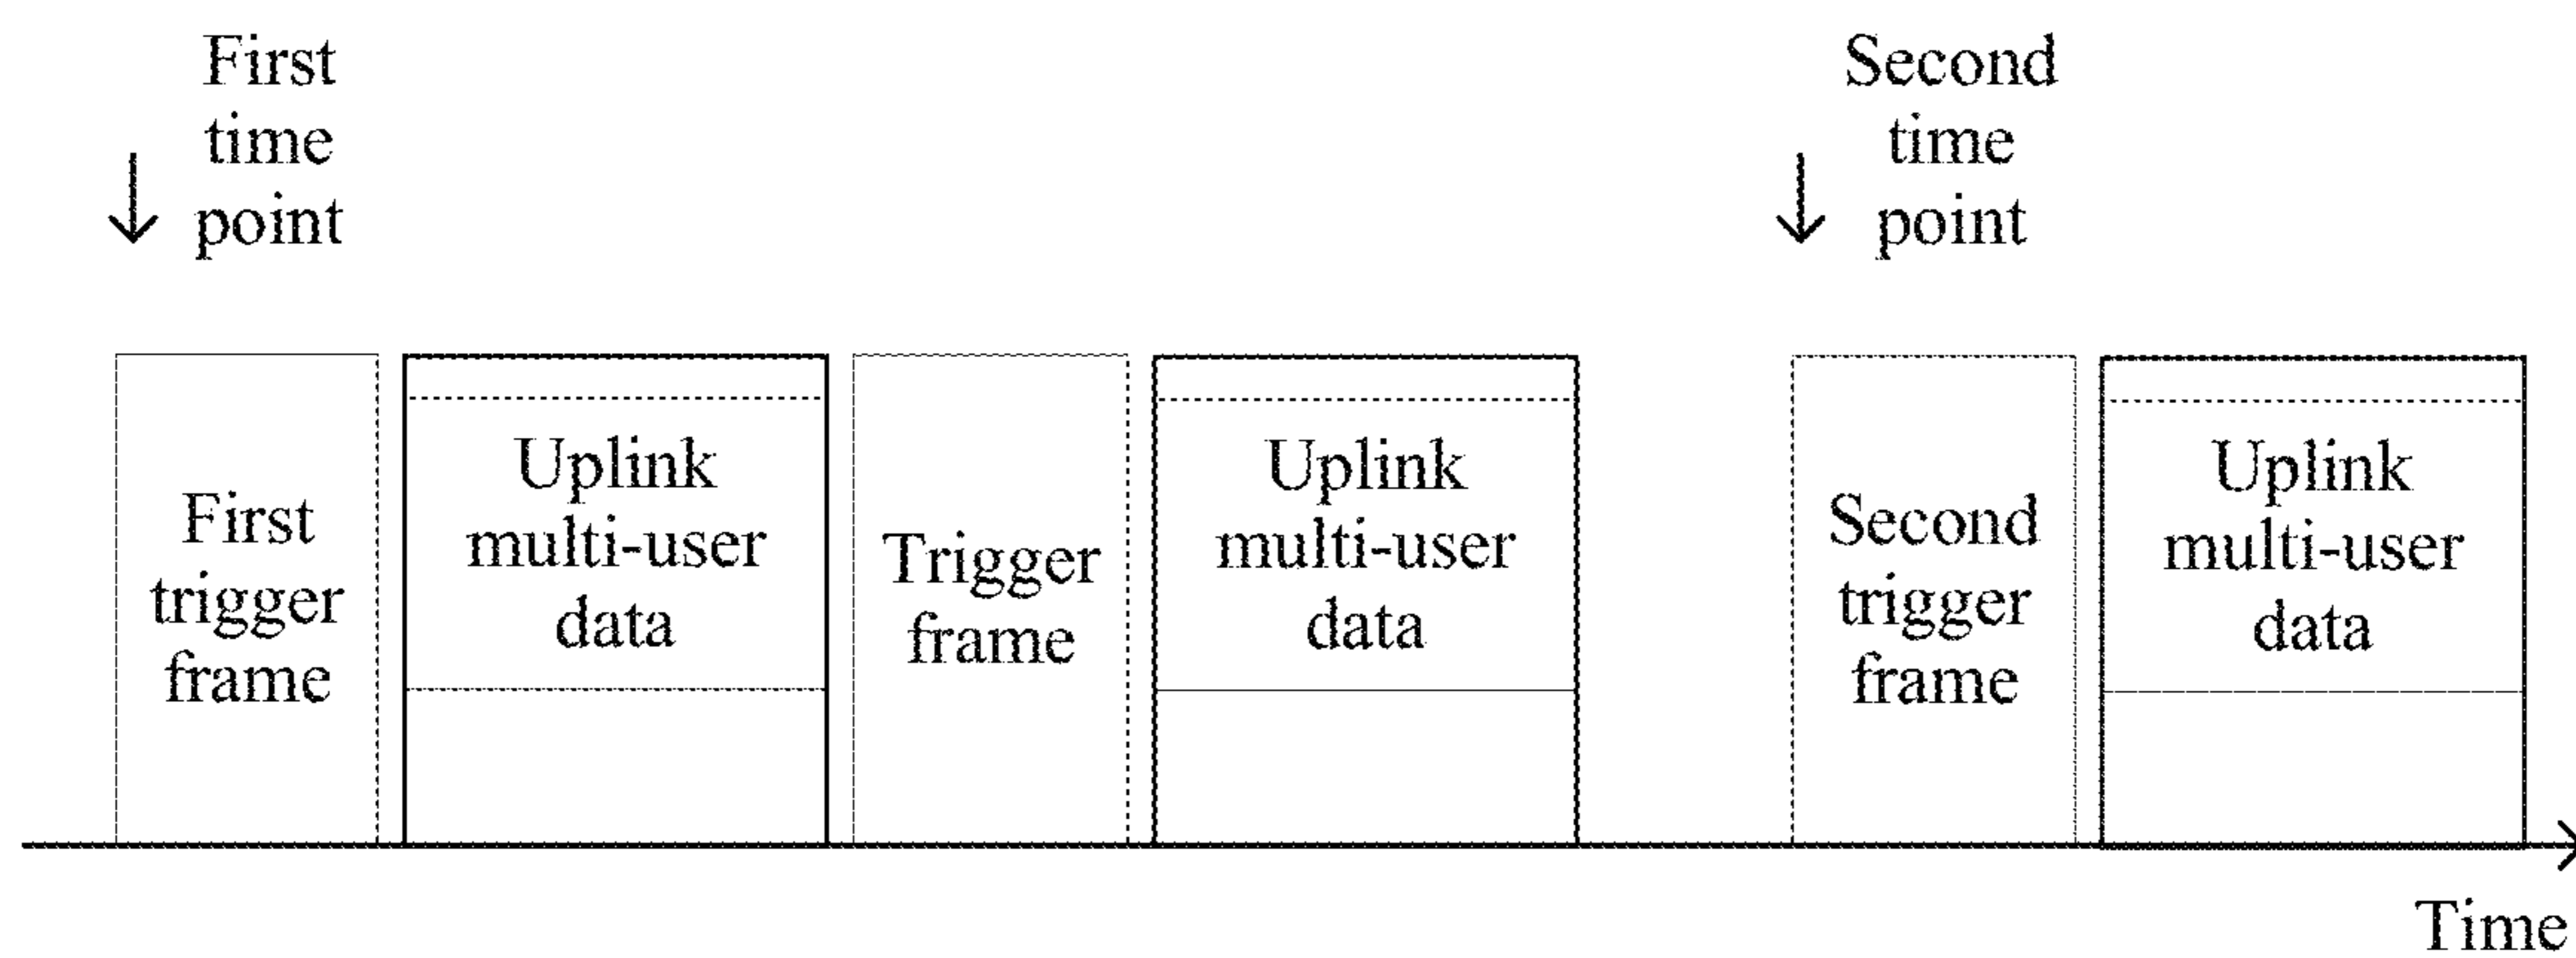 First
time
point
Second
time
point
First
trigger
frame
Uplink
multi-user
data
Trigger
frame
Uplink
multi-user
data
Second
trigger
frame
Uplink
multi-user
data
Time